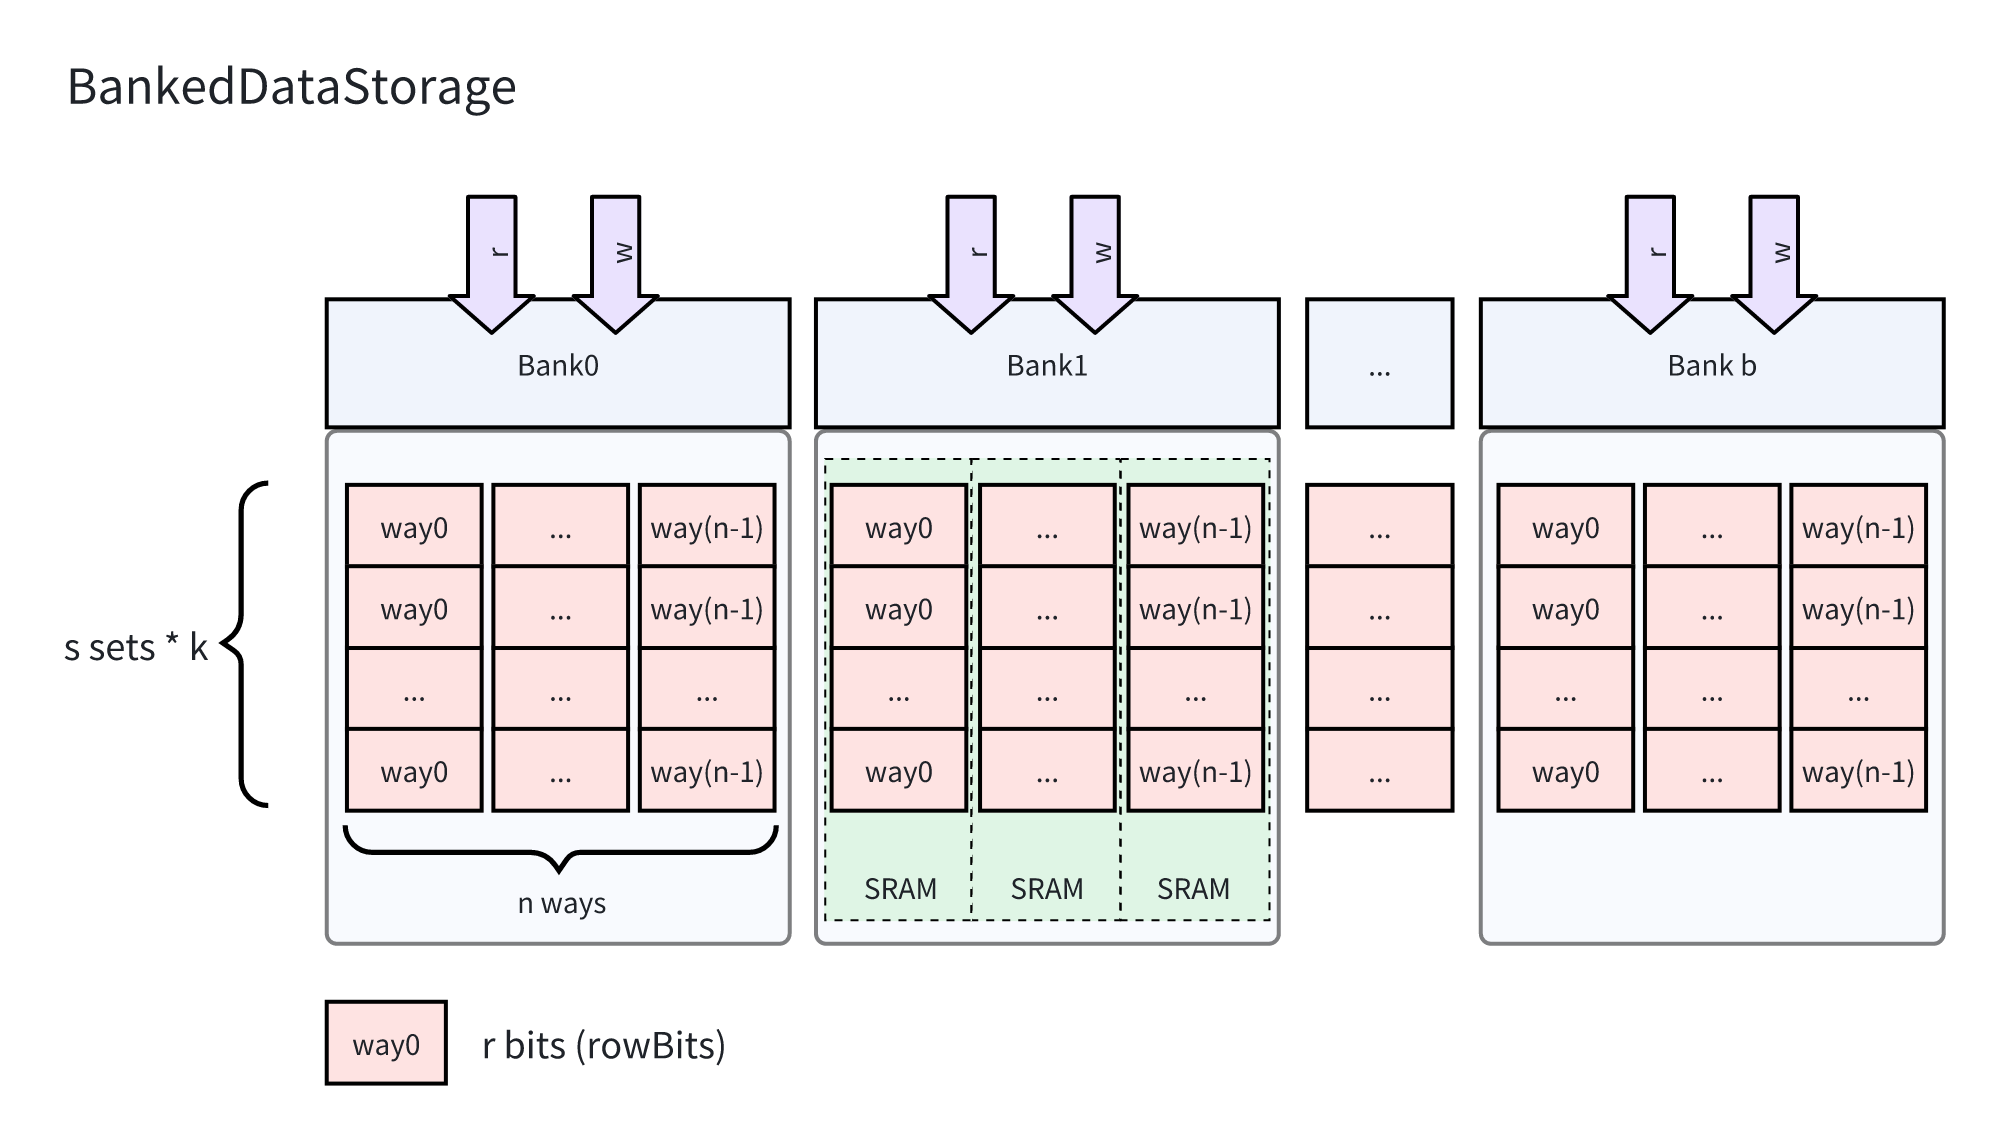 BankedDataStorage
r w r w r w
Bank0 Bank1 ... Bank b
way0 ... way(n-1) way0 ... way(n-1) ... way0 ... way(n-1)
way0 ... way(n-1) way0 ... way(n-1) ... way0 ... way(n-1)
s sets * k
... ... ... ... ... ... ... ... ... ...
way0 ... way(n-1) way0 ... way(n-1) ... way0 ... way(n-1)
SRAM SRAM SRAM
n ways
way0 r bits (rowBits)